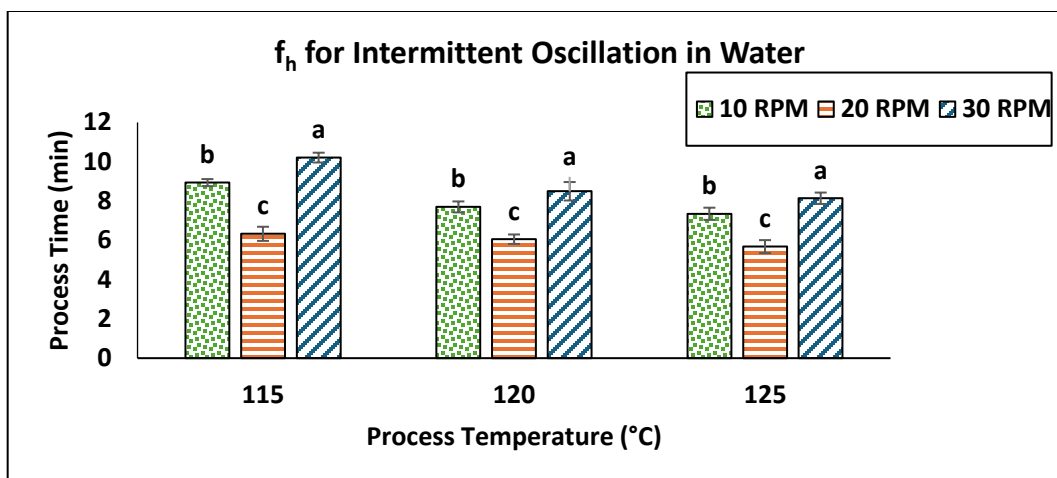 f_h for Intermittent Oscillation in Water
10 RPM 20 RPM 30 RPM
Process Time (min)
12
10
8
6
4
2
0
b c a
b c a
b c a
115 120 125
Process Temperature (°C)